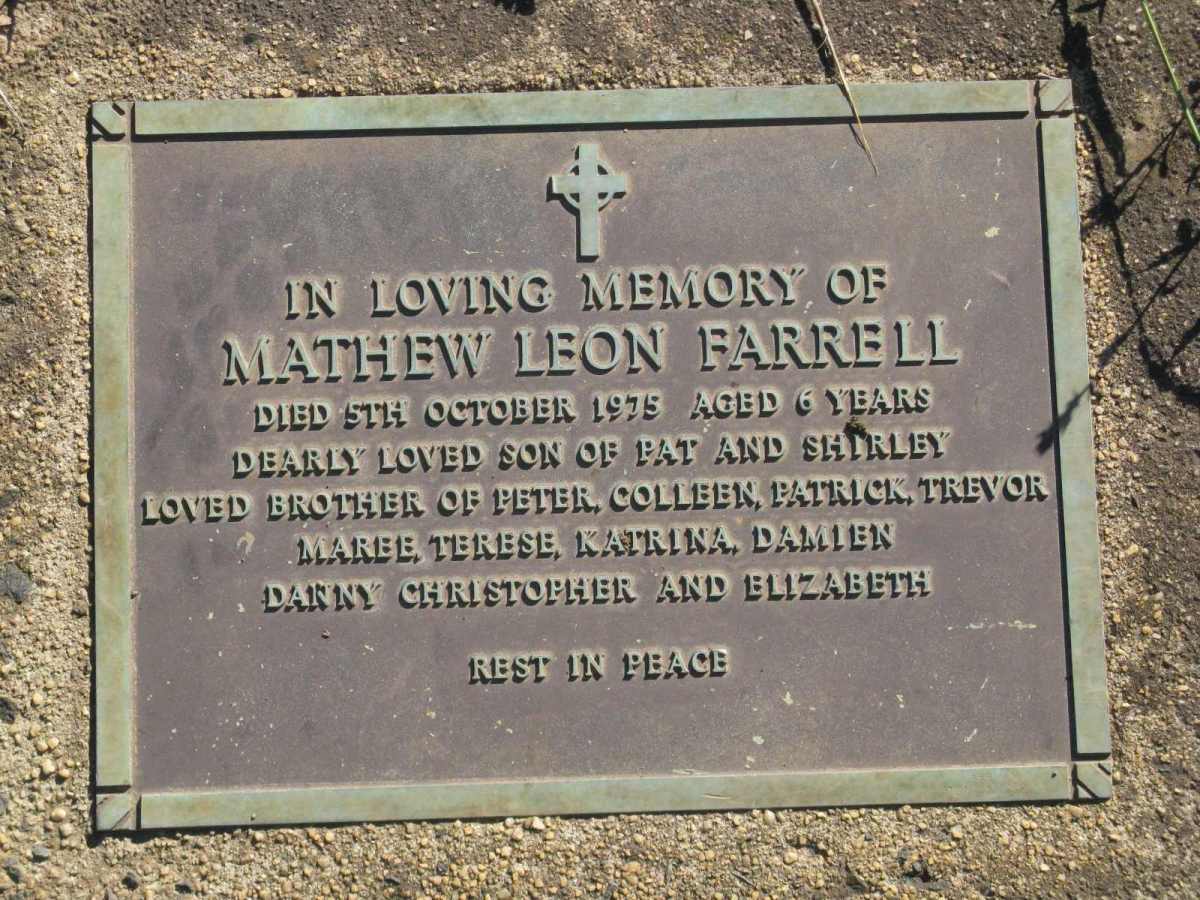 IN LOVING MEMORY OF
MATHEW LEON FARRELL
DIED 5TH OCTOBER 1975 AGED 6 YEARS
DEARLY LOVED SON OF PAT AND SHIRLEY
LOVED BROTHER OF PETER, COLLEEN, PATRICK, TREVOR
MAREE, TERESE, KATRINA, DAMIEN
DANNY CHRISTOPHER AND ELIZABETH
REST IN PEACE